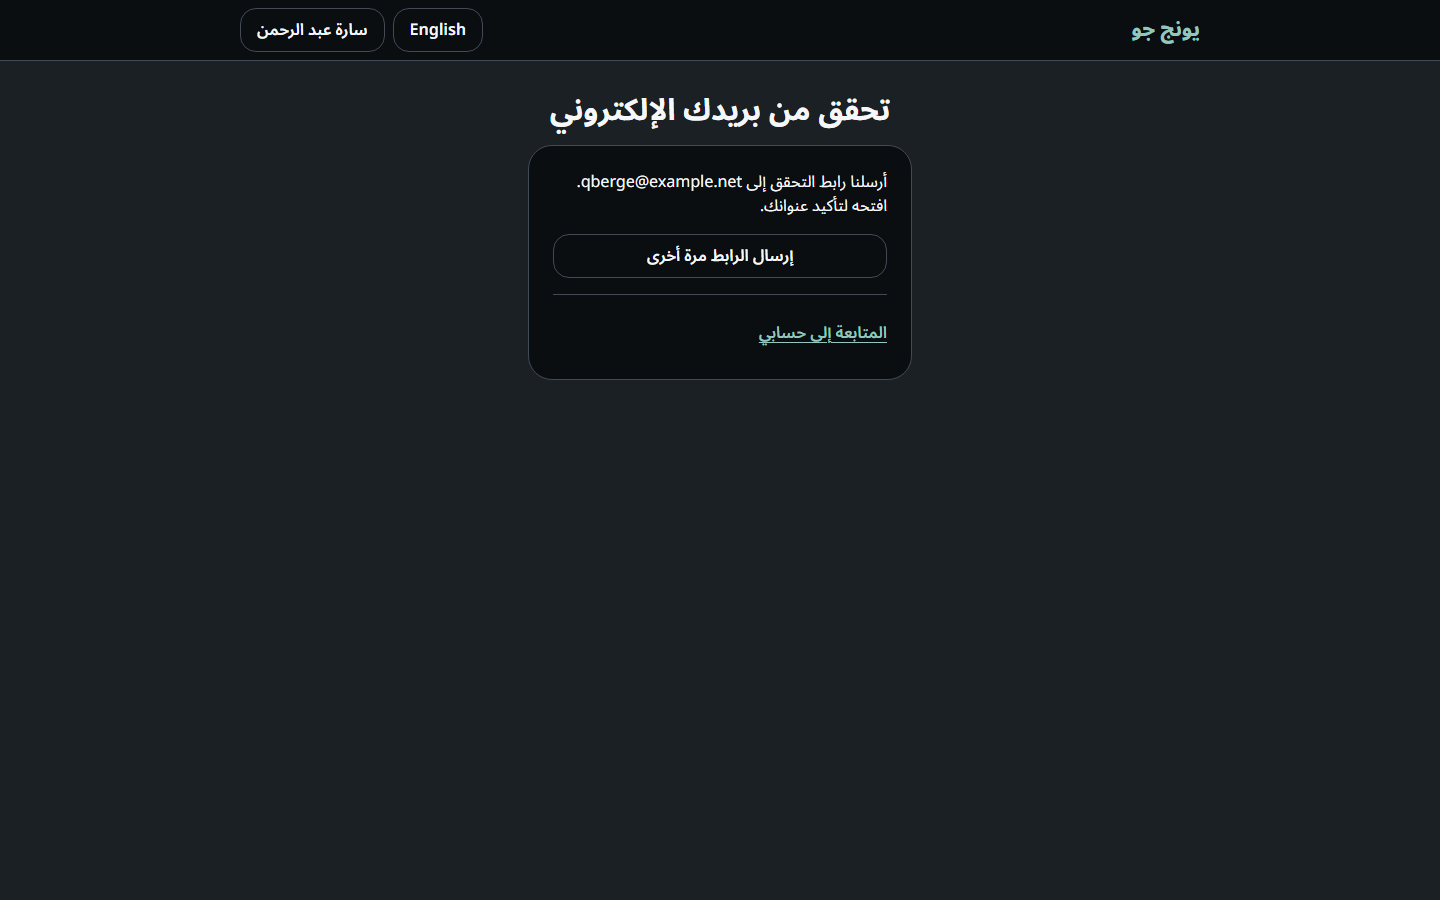 يونج جو
English
سارة عبد الرحمن
تحقق من بريدك الإلكتروني
أرسلنا رابط التحقق إلى qberge@example.net.
افتحه لتأكيد عنوانك.
إرسال الرابط مرة أخرى
المتابعة إلى حسابي